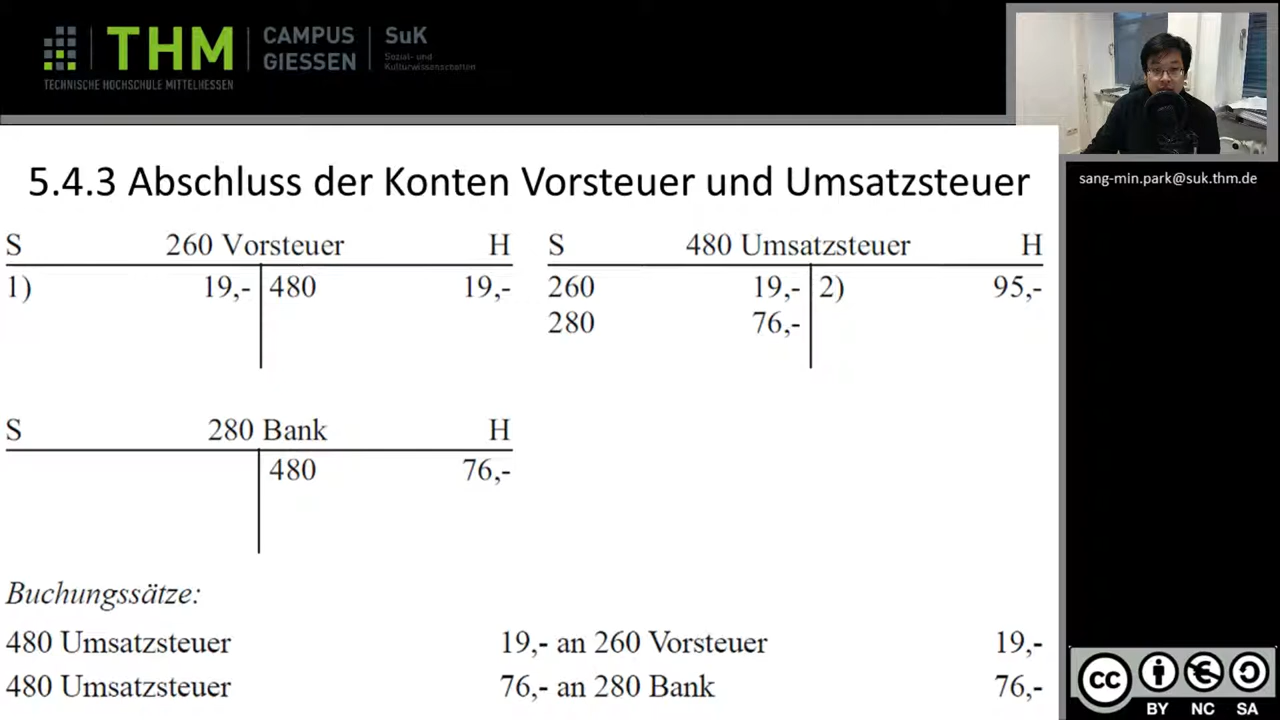 THM
TECHNISCHE HOCHSCHULE MITTELHESSEN
CAMPUS
GIESSEN
SuK
Sozial- und
Kulturwissenschaften
sang-min.park@suk.thm.de
5.4.3 Abschluss der Konten Vorsteuer und Umsatzsteuer
S 260 Vorsteuer H
1) 19,- 480 19,-
S 480 Umsatzsteuer H
260 19,- 2) 95,-
280 76,-
S 280 Bank H
480 76,-
Buchungssätze:
480 Umsatzsteuer 19,- an 260 Vorsteuer 19,-
480 Umsatzsteuer 76,- an 280 Bank 76,-
cc
BY NC SA